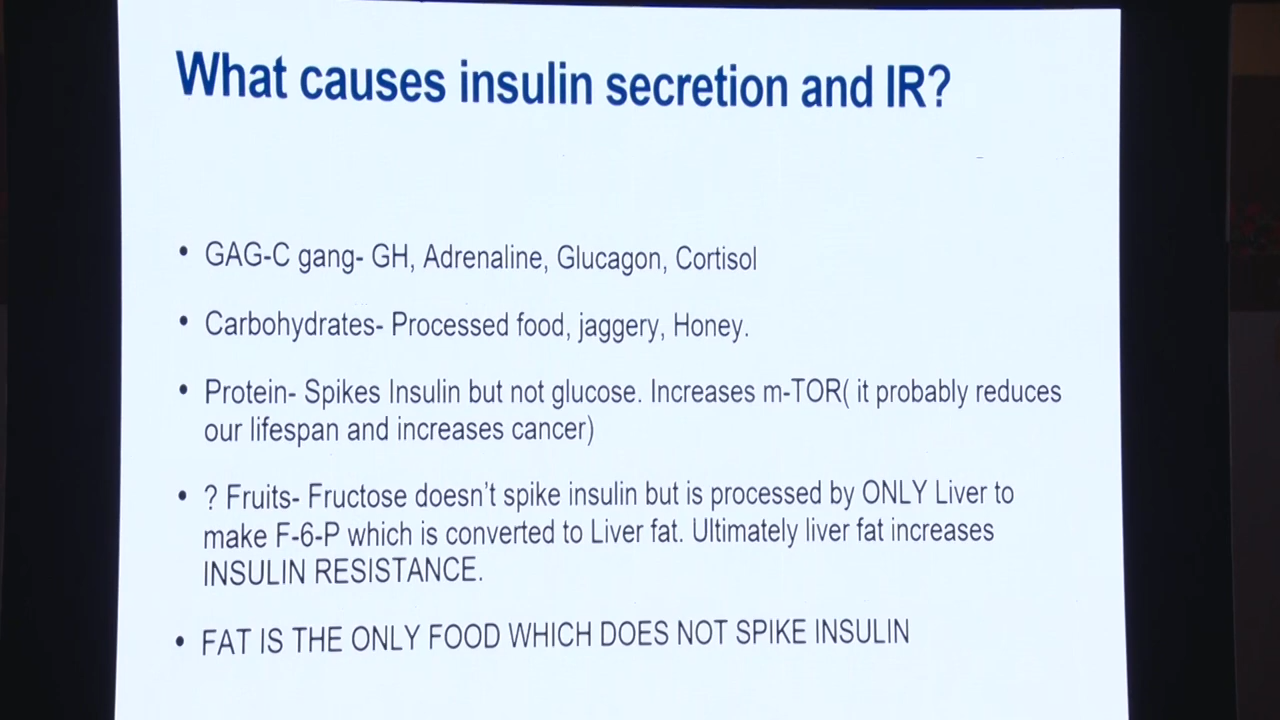 What causes insulin secretion and IR?
• GAG-C gang- GH, Adrenaline, Glucagon, Cortisol
• Carbohydrates- Processed food, jaggery, Honey.
• Protein- Spikes Insulin but not glucose. Increases m-TOR( it probably reduces
our lifespan and increases cancer)
• ? Fruits- Fructose doesn't spike insulin but is processed by ONLY Liver to
make F-6-P which is converted to Liver fat. Ultimately liver fat increases
INSULIN RESISTANCE.
• FAT IS THE ONLY FOOD WHICH DOES NOT SPIKE INSULIN